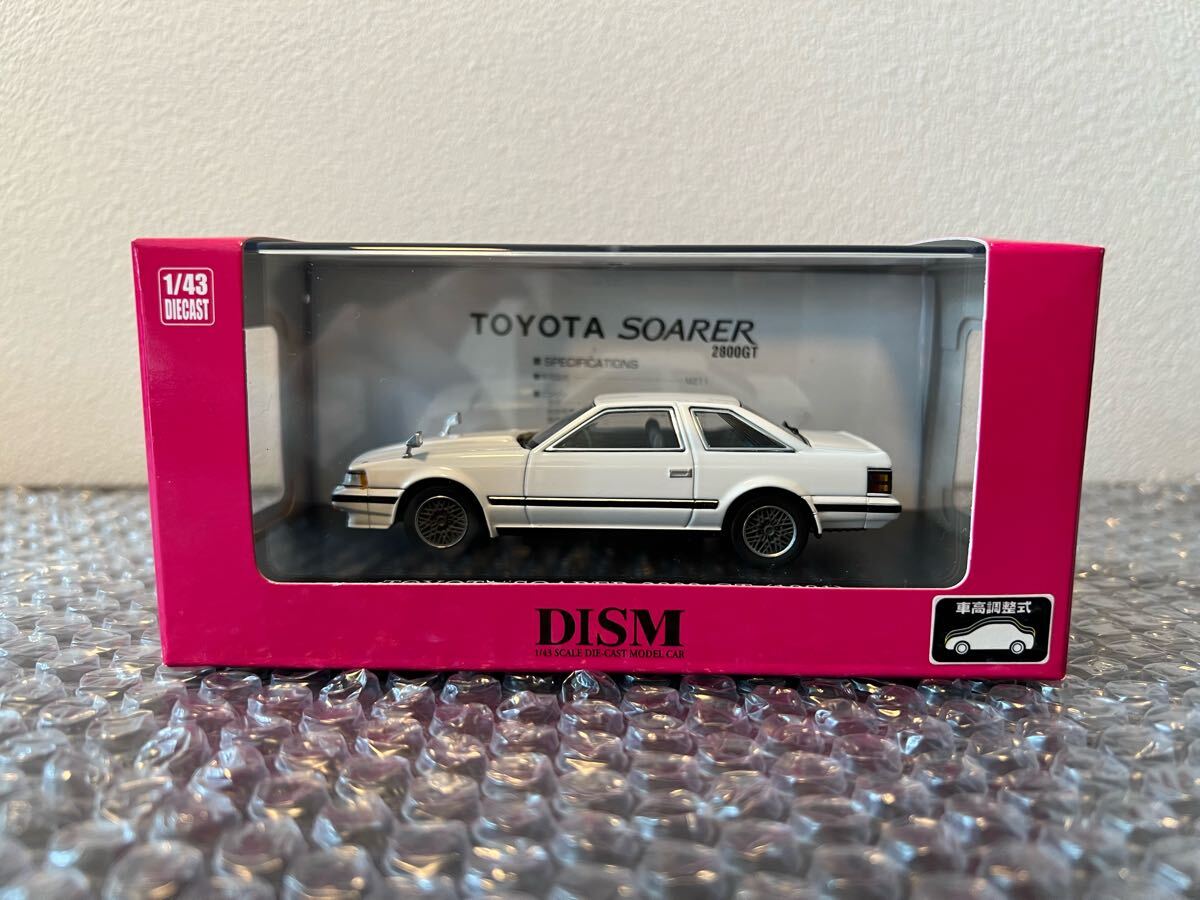 1/43
DIECAST
TOYOTA SOARER
2800GT
■ SPECIFICATIONS
DISM
1/43 SCALE DIE-CAST MODEL CAR
車高調整式